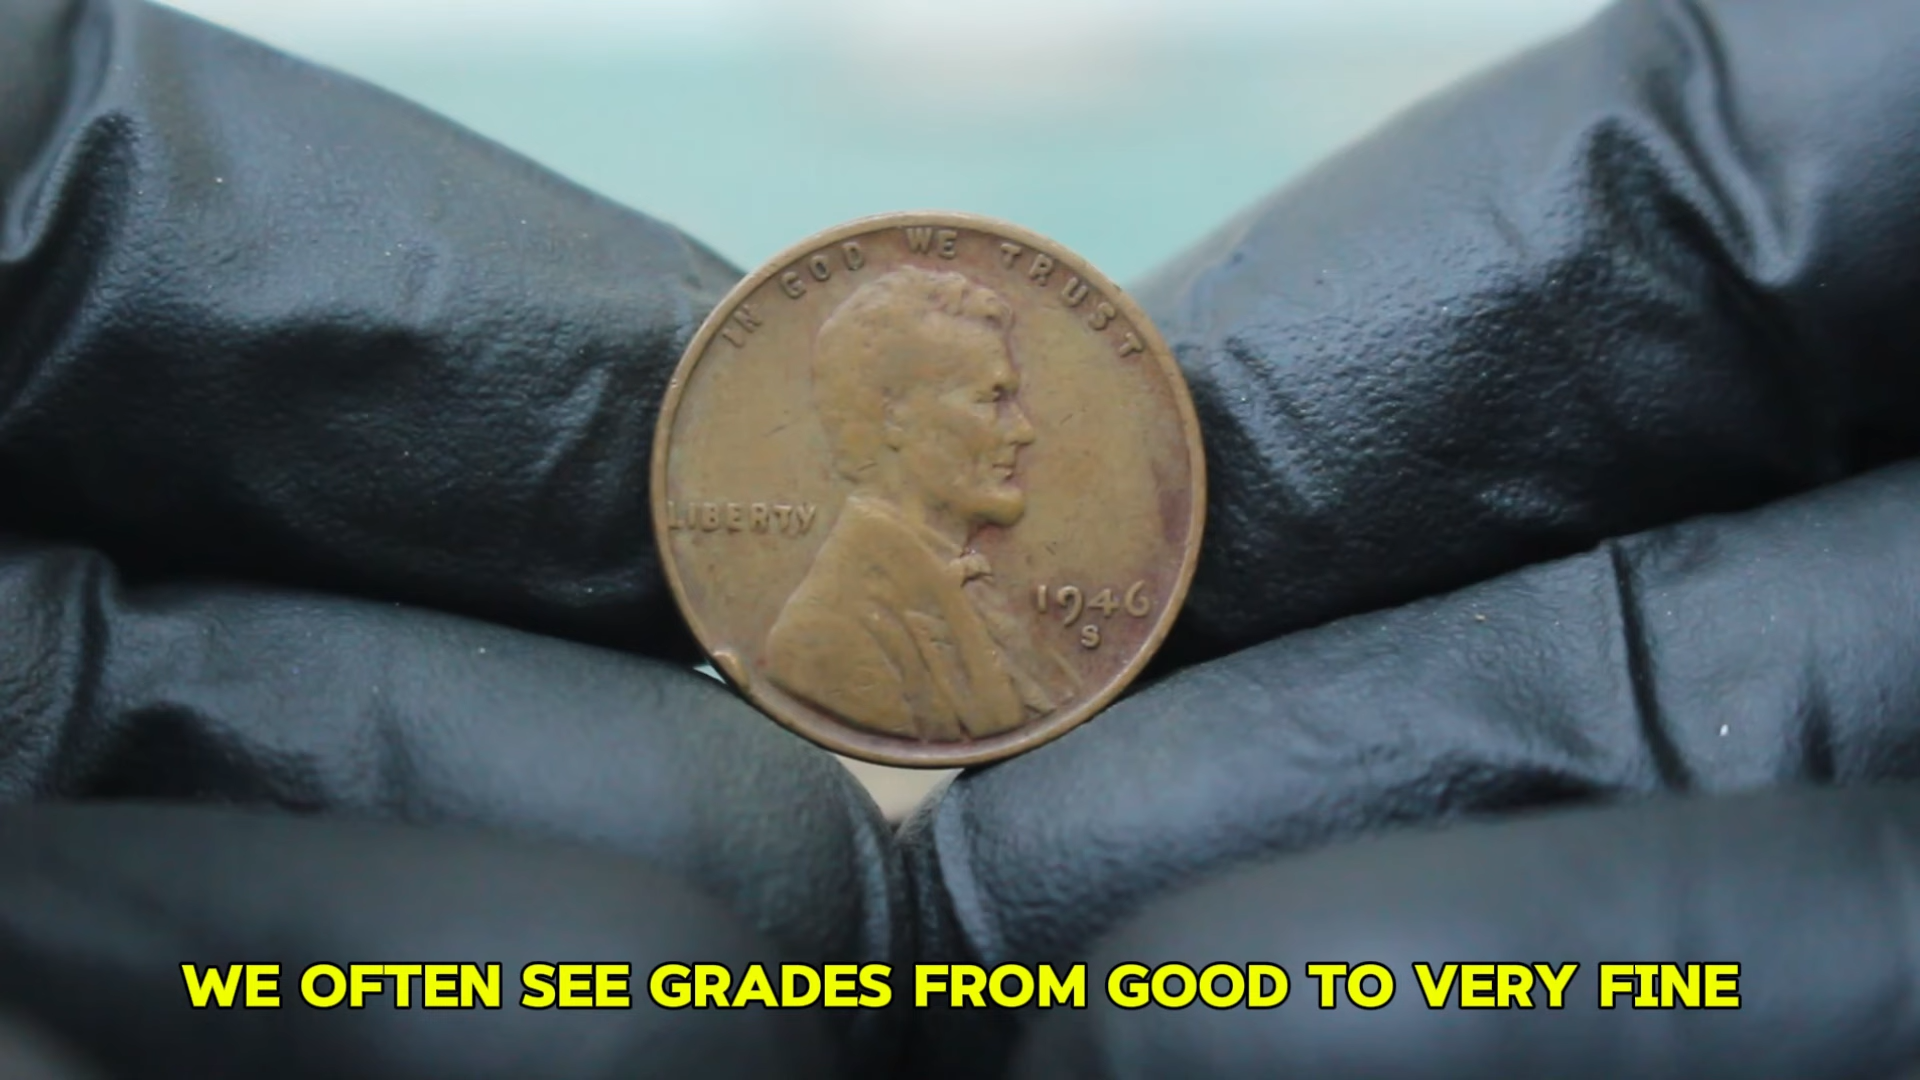 IN GOD WE TRUST
LIBERTY
1946
S
WE OFTEN SEE GRADES FROM GOOD TO VERY FINE